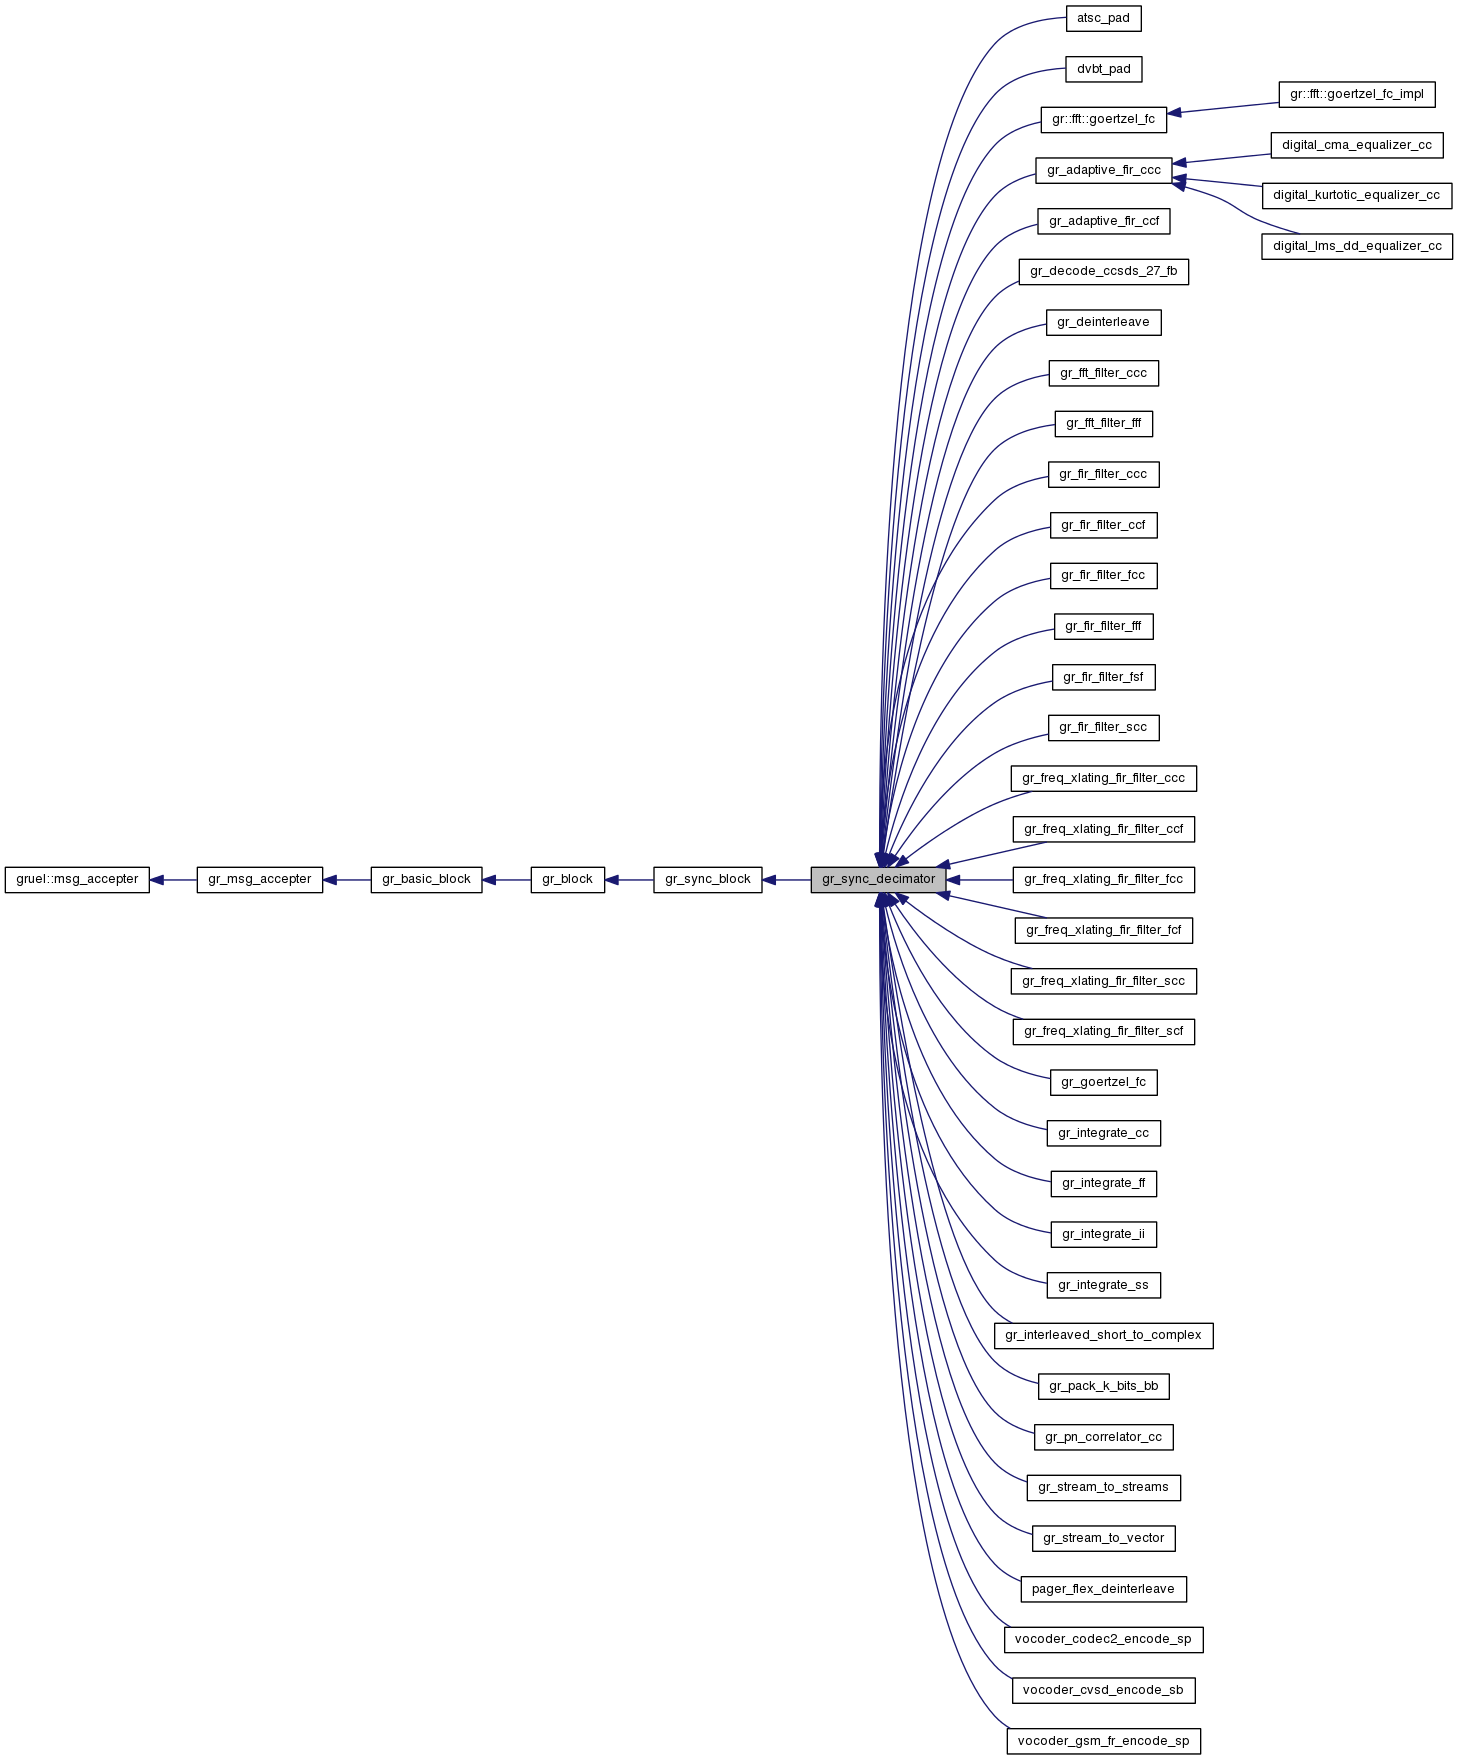 atsc_pad
dvbt_pad
gr::fft::goertzel_fc_impl
gr::fft::goertzel_fc
digital_cma_equalizer_cc
gr_adaptive_fir_ccc
digital_kurtotic_equalizer_cc
gr_adaptive_fir_ccf
digital_lms_dd_equalizer_cc
gr_decode_ccsds_27_fb
gr_deinterleave
gr_fft_filter_ccc
gr_fft_filter_fff
gr_fir_filter_ccc
gr_fir_filter_ccf
gr_fir_filter_fcc
gr_fir_filter_fff
gr_fir_filter_fsf
gr_fir_filter_scc
gr_freq_xlating_fir_filter_ccc
gr_freq_xlating_fir_filter_ccf
gruel::msg_accepter
gr_msg_accepter
gr_basic_block
gr_block
gr_sync_block
gr_sync_decimator
gr_freq_xlating_fir_filter_fcc
gr_freq_xlating_fir_filter_fcf
gr_freq_xlating_fir_filter_scc
gr_freq_xlating_fir_filter_scf
gr_goertzel_fc
gr_integrate_cc
gr_integrate_ff
gr_integrate_ii
gr_integrate_ss
gr_interleaved_short_to_complex
gr_pack_k_bits_bb
gr_pn_correlator_cc
gr_stream_to_streams
gr_stream_to_vector
pager_flex_deinterleave
vocoder_codec2_encode_sp
vocoder_cvsd_encode_sb
vocoder_gsm_fr_encode_sp